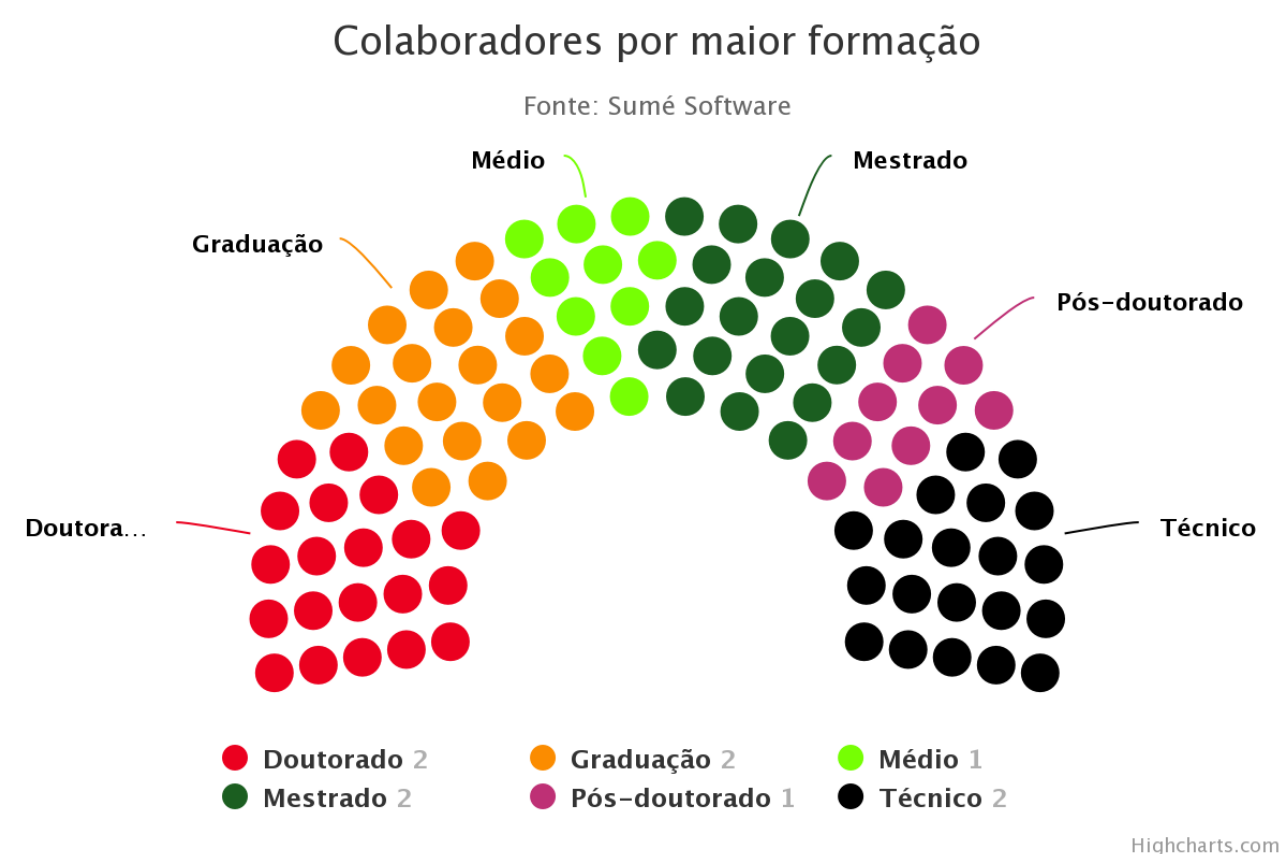 Colaboradores por maior formação
Fonte: Sumé Software
Médio
Mestrado
Graduação
Pós-doutorado
Doutora...
Técnico
Doutorado 2
Graduação 2
Médio 1
Mestrado 2
Pós-doutorado 1
Técnico 2
Highcharts.com